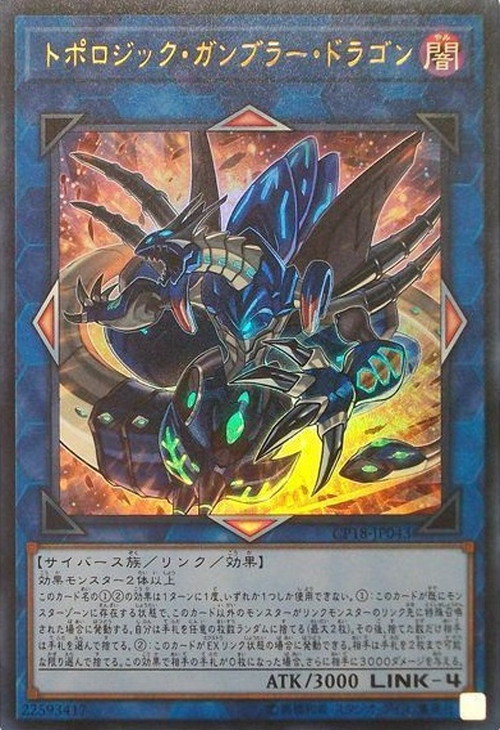 トポロジック・ガンブラー・ドラゴン
闇
やみ
CP18-JP043
【サイバース族/リンク/効果】
効果モンスター2体以上
このカード名の①②の効果は1ターンに1度、いずれか1つしか使用できない。①:このカードが既にモン
スターゾーンに存在する状態で、このカード以外のモンスターがリンクモンスターのリンク先に特殊召喚
された場合に発動する。自分は手札を任意の枚数ランダムに捨てる(最大2枚)。その後、捨てた数だけ相手
は手札を選んで捨てる。②:このカードがEXリンク状態の場合に発動できる。相手は手札を2枚まで可能
な限り選んで捨てる。この効果で相手の手札が0枚になった場合、さらに相手に3000ダメージを与える。
ATK/3000 LINK-4
22593417